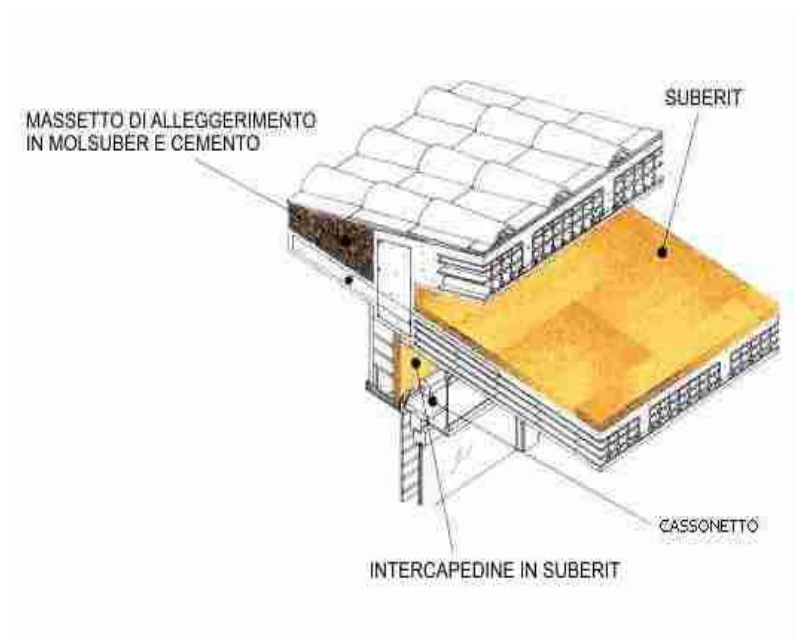 MASSETTO DI ALLEGGERIMENTO
IN MOLSUBER E CEMENTO
SUBERIT
CASSONETTO
INTERCAPEDINE IN SUBERIT